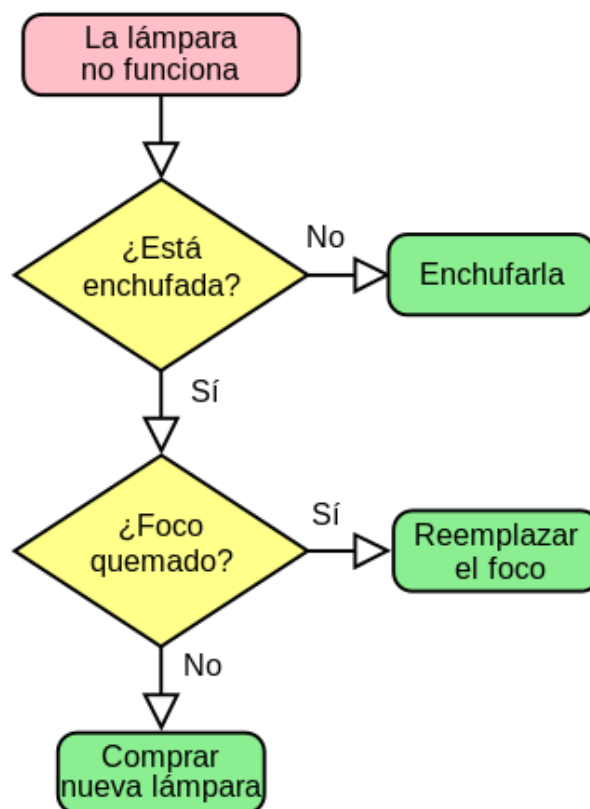 La lámpara
no funciona
¿Está
enchufada?
No
Enchufarla
Sí
¿Foco
quemado?
Sí
Reemplazar
el foco
No
Comprar
nueva lámpara